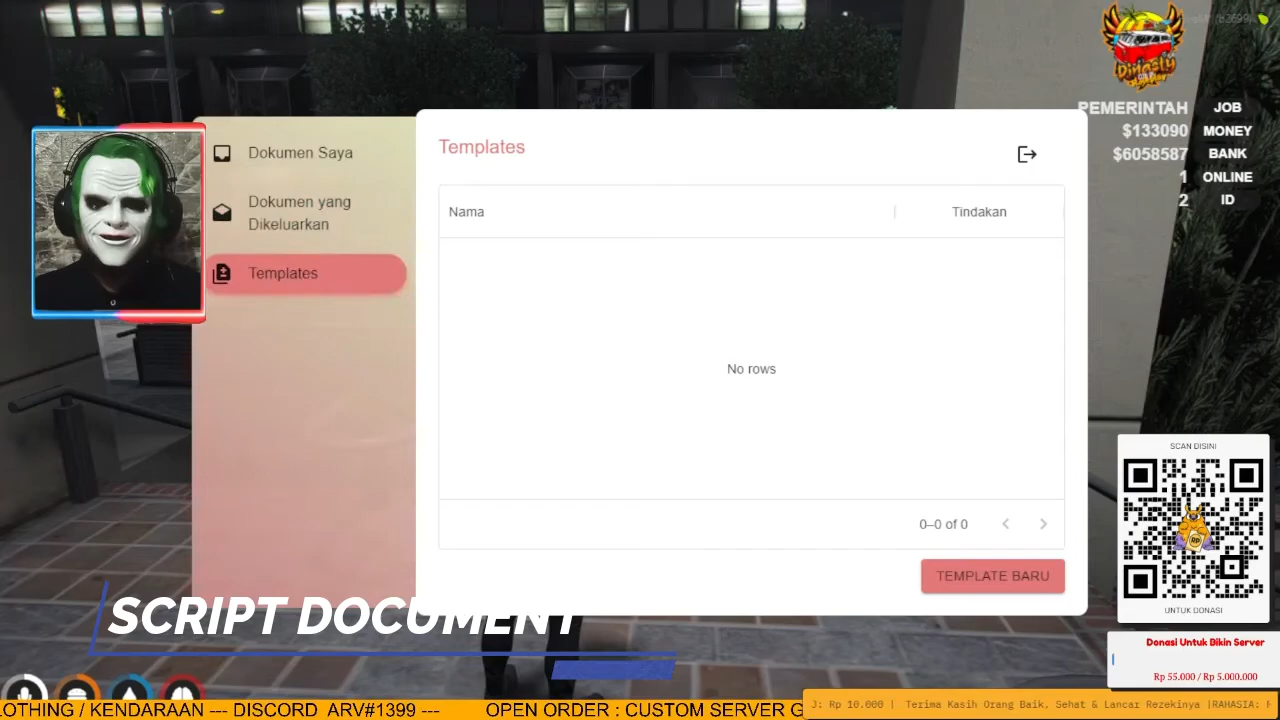 Dinasty
PEMERINTAH JOB
$133090 MONEY
$6058587 BANK
1 ONLINE
2 ID
Dokumen Saya
Dokumen yang
Dikeluarkan
Templates
Templates
Nama
Tindakan
No rows
0–0 of 0
TEMPLATE BARU
SCAN DISINI
UNTUK DONASI
SCRIPT DOCUMENT
Donasi Untuk Bikin Server
Rp 55.000 / Rp 5.000.000
LOTHING / KENDARAAN --- DISCORD ARV#1399 --- OPEN ORDER : CUSTOM SERVER G
J: Rp 10.000 | Terima Kasih Orang Baik, Sehat & Lancar Rezekinya |RAHASIA: